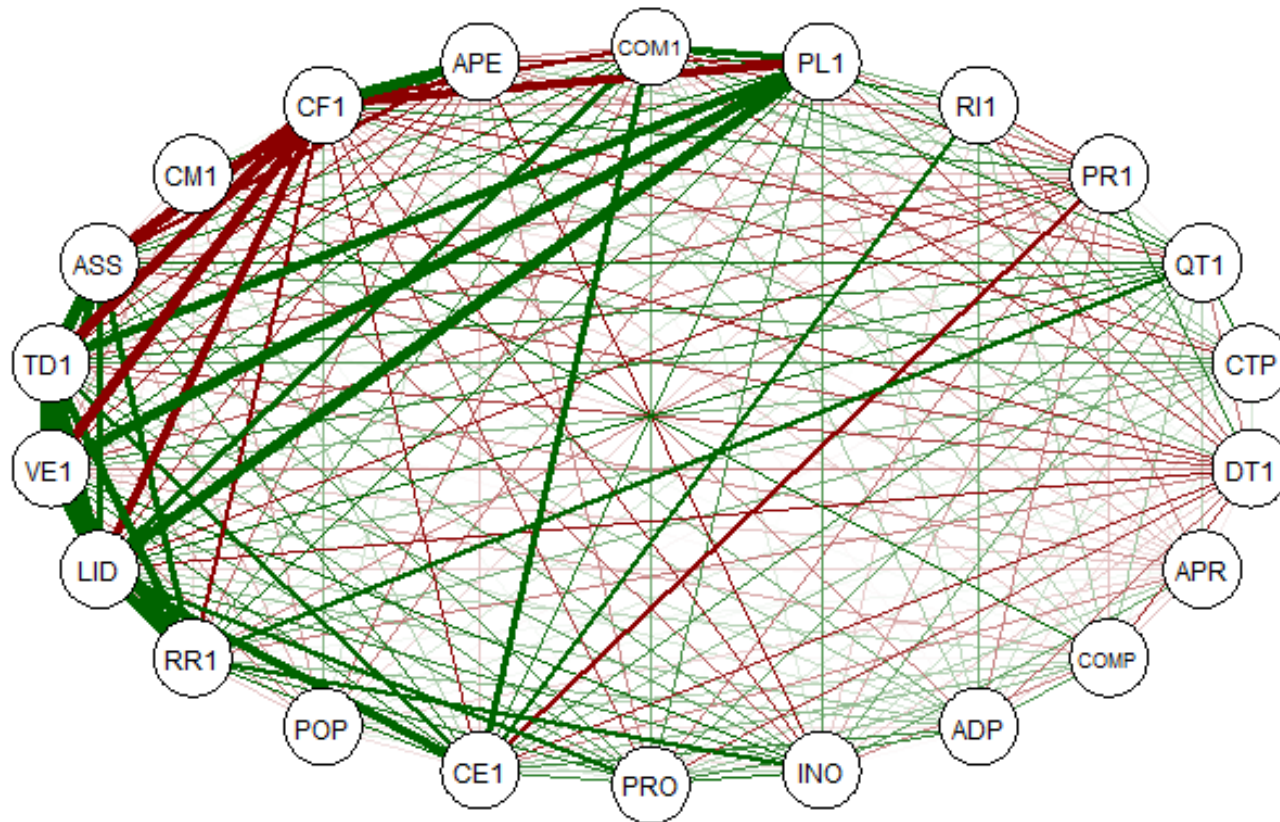 COM1
APE
PL1
CF1
RI1
CM1
PR1
ASS
QT1
TD1
CTP
VE1
DT1
LID
APR
RR1
COMP
POP
ADP
CE1
INO
PRO